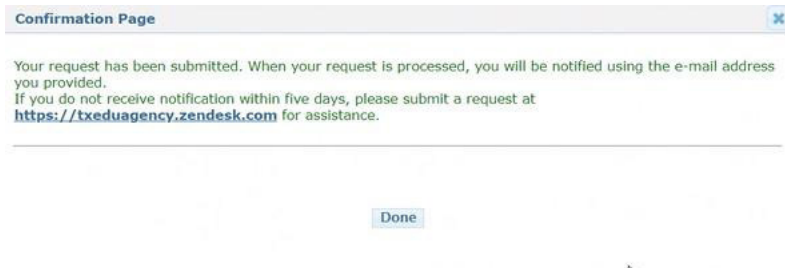 Confirmation Page
Your request has been submitted. When your request is processed, you will be notified using the e-mail address
you provided.
If you do not receive notification within five days, please submit a request at
https://txeduagency.zendesk.com for assistance.
Done